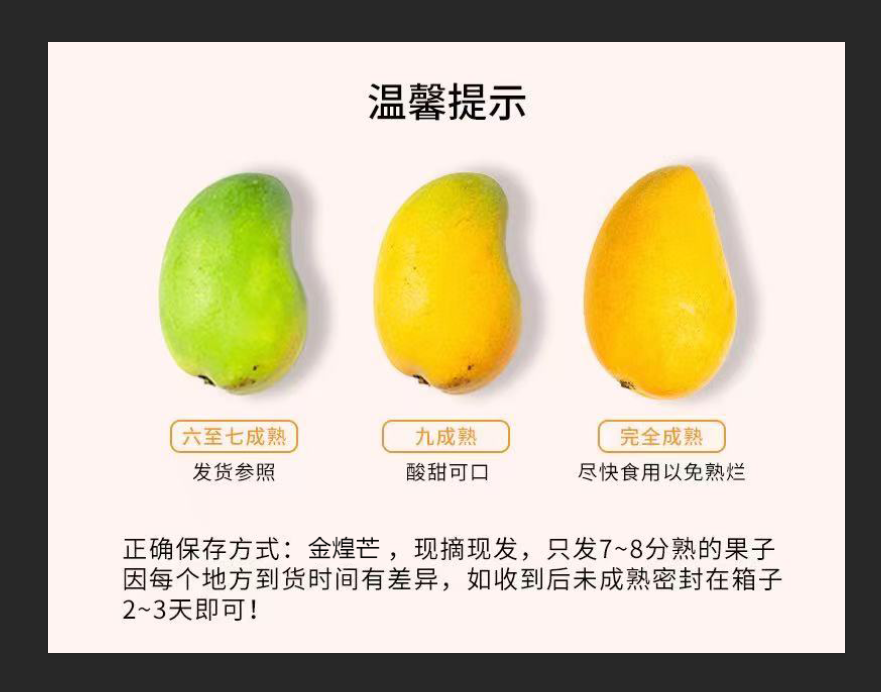 温馨提示
六至七成熟
九成熟
完全成熟
发货参照
酸甜可口
尽快食用以免熟烂
正确保存方式：金煌芒，现摘现发，只发7~8分熟的果子
因每个地方到货时间有差异，如收到后未成熟密封在箱子
2~3天即可！